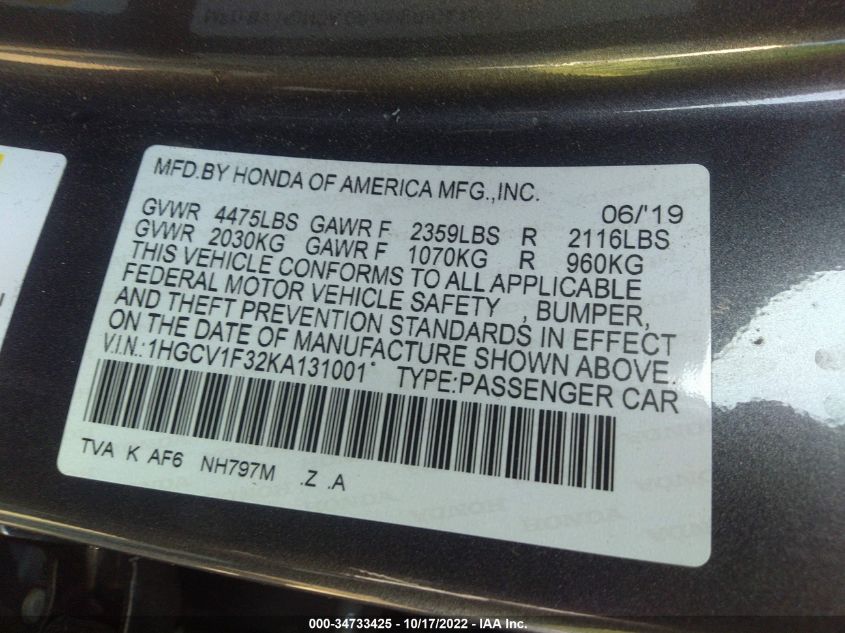 MFD.BY HONDA OF AMERICA MFG.,INC.
06/'19
GVWR 4475LBS GAWR F 2359LBS R 2116LBS
GVWR 2030KG GAWR F 1070KG R 960KG
THIS VEHICLE CONFORMS TO ALL APPLICABLE
FEDERAL MOTOR VEHICLE SAFETY , BUMPER,
AND THEFT PREVENTION STANDARDS IN EFFECT
ON THE DATE OF MANUFACTURE SHOWN ABOVE.
V.I.N.:1HGCV1F32KA131001° TYPE:PASSENGER CAR
TVA K AF6 NH797M .Z .A
HONDA HONDA
000-34733425 - 10/17/2022 - IAA Inc.